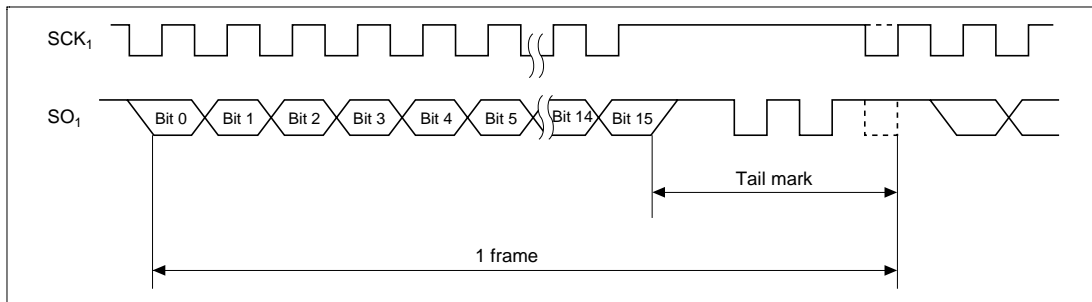 SCK₁
SO₁ Bit 0 Bit 1 Bit 2 Bit 3 Bit 4 Bit 5 Bit 14 Bit 15
Tail mark
1 frame